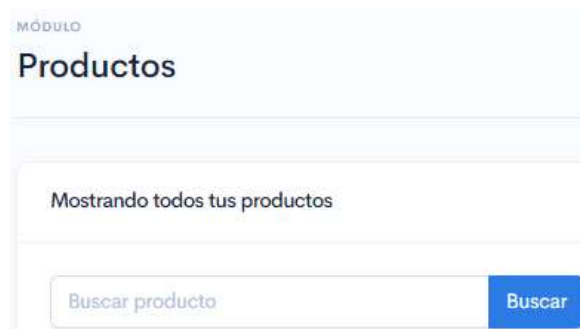 MÓDULO
Productos
Mostrando todos tus productos
Buscar producto
Buscar